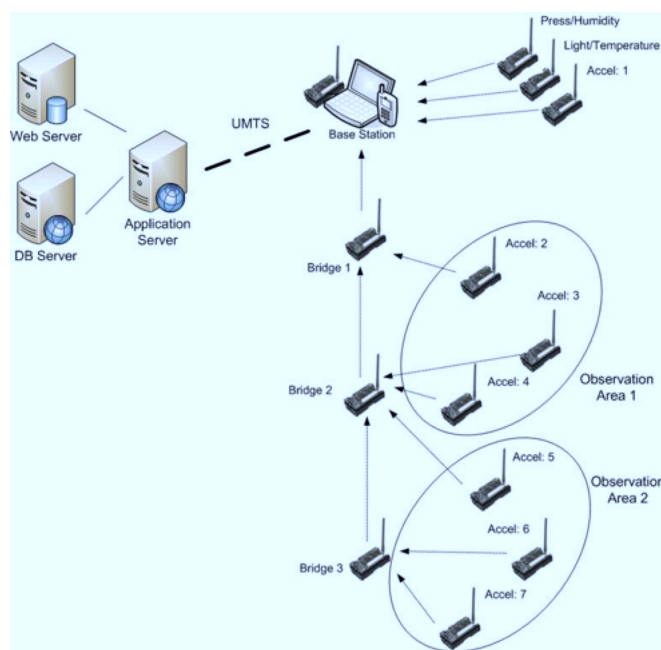 Press/Humidity
Light/Temperature
Accel: 1
Web Server
UMTS
Base Station
Application
Server
DB Server
Bridge 1
Accel: 2
Accel: 3
Bridge 2
Accel: 4
Observation
Area 1
Accel: 5
Observation
Area 2
Accel: 6
Bridge 3
Accel: 7